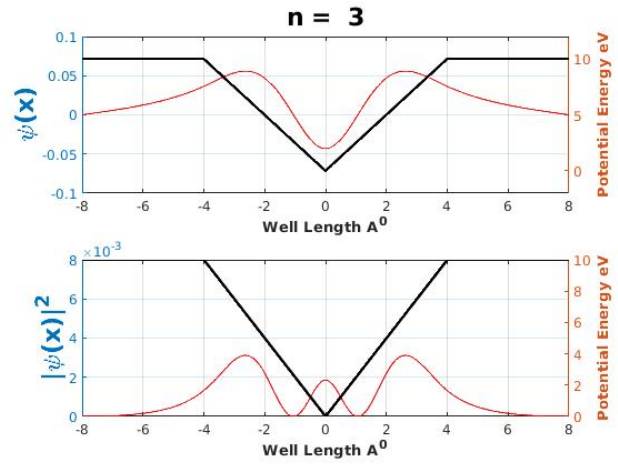 n = 3
0.1
0.05
0
-0.05
-0.1
ψ(x)
10
5
0
Potential Energy eV
-8 -6 -4 -2 0 2 4 6 8
Well Length A⁰
×10⁻³
8
6
4
2
0
|ψ(x)|²
10
8
6
4
2
0
Potential Energy eV
-8 -6 -4 -2 0 2 4 6 8
Well Length A⁰